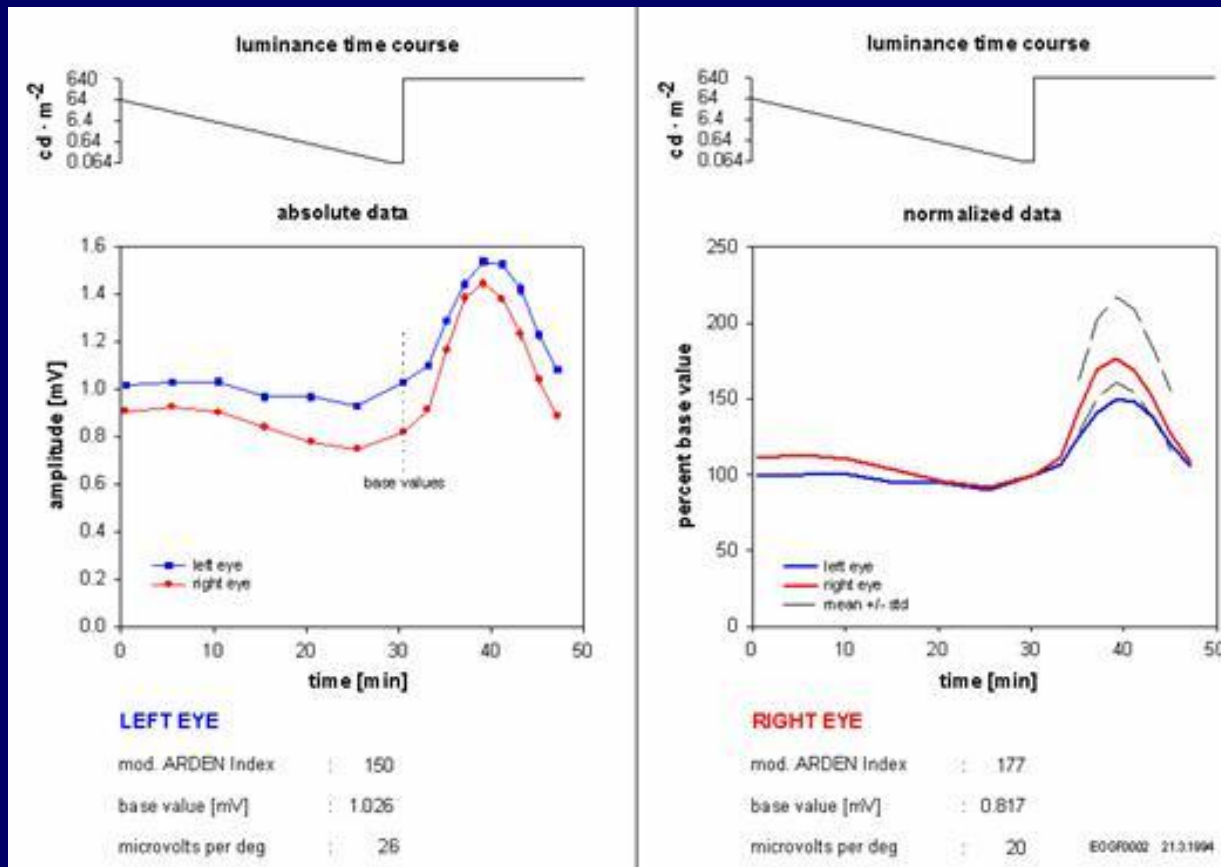 luminance time course
cd · m⁻²
640
64
6.4
0.64
0.064
absolute data
amplitude [mV]
1.6
1.4
1.2
1.0
0.8
0.6
0.4
0.2
0.0
base values
left eye
right eye
0 10 20 30 40 50
time [min]
LEFT EYE
mod. ARDEN Index : 150
base value [mV] : 1.026
microvolts per deg : 26
luminance time course
cd · m⁻²
640
64
6.4
0.64
0.064
normalized data
percent base value
250
200
150
100
50
0
left eye
right eye
mean +/- std
0 10 20 30 40 50
time [min]
RIGHT EYE
mod. ARDEN Index : 177
base value [mV] : 0.817
microvolts per deg : 20
EOGF0002 21.3.1994